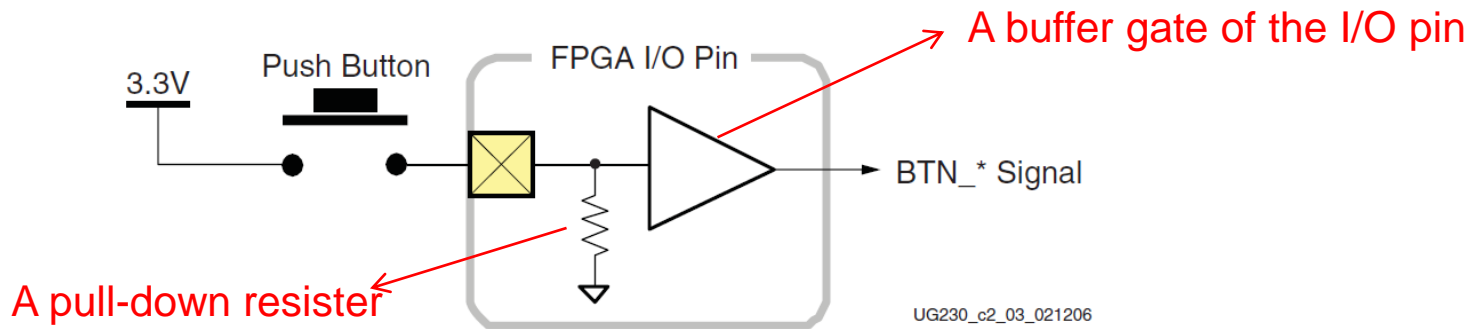 A buffer gate of the I/O pin
FPGA I/O Pin
Push Button
3.3V
BTN_* Signal
A pull-down resister
UG230_c2_03_021206